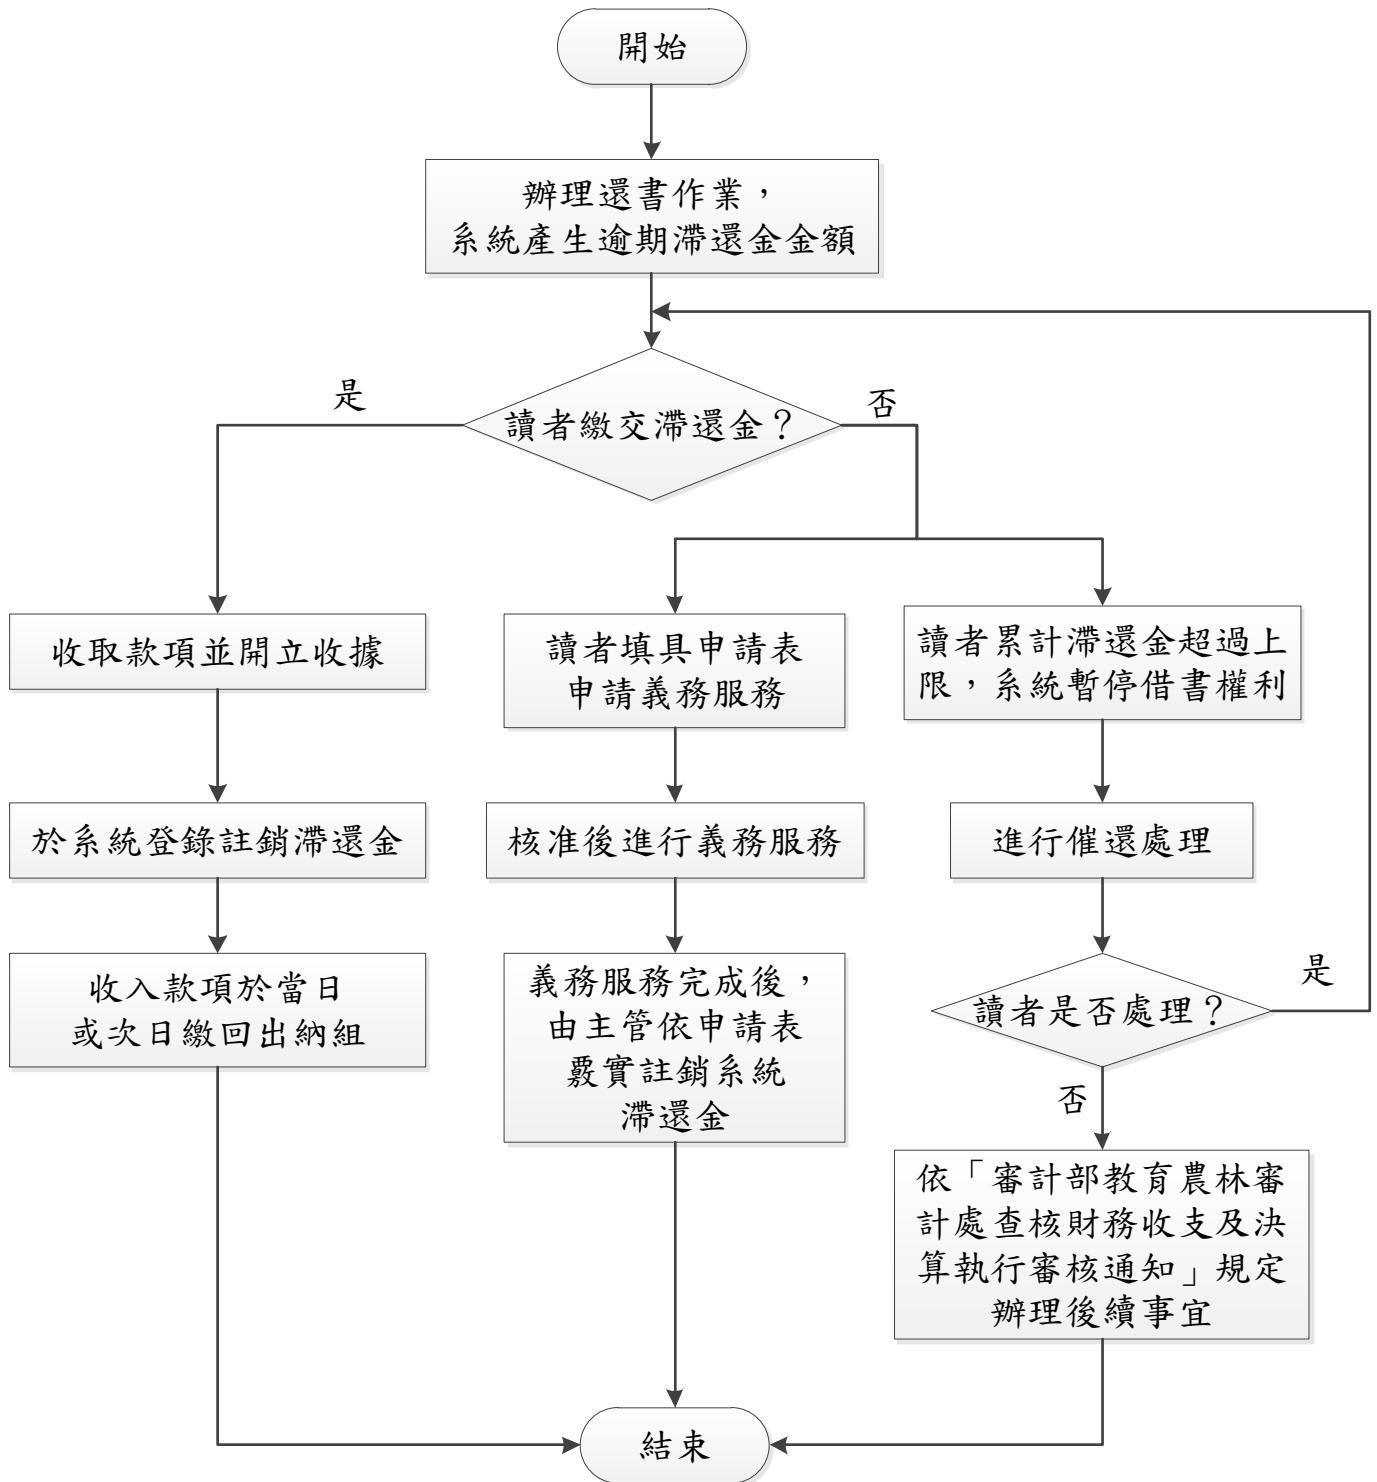 開始
辦理還書作業，
系統產生逾期滯還金金額
讀者繳交滯還金？
是
否
收取款項並開立收據
於系統登錄註銷滯還金
收入款項於當日
或次日繳回出納組
讀者填具申請表
申請義務服務
核准後進行義務服務
義務服務完成後，
由主管依申請表
覈實註銷系統
滯還金
讀者累計滯還金超過上
限，系統暫停借書權利
進行催還處理
讀者是否處理？
是
否
依「審計部教育農林審
計處查核財務收支及決
算執行審核通知」規定
辦理後續事宜
結束